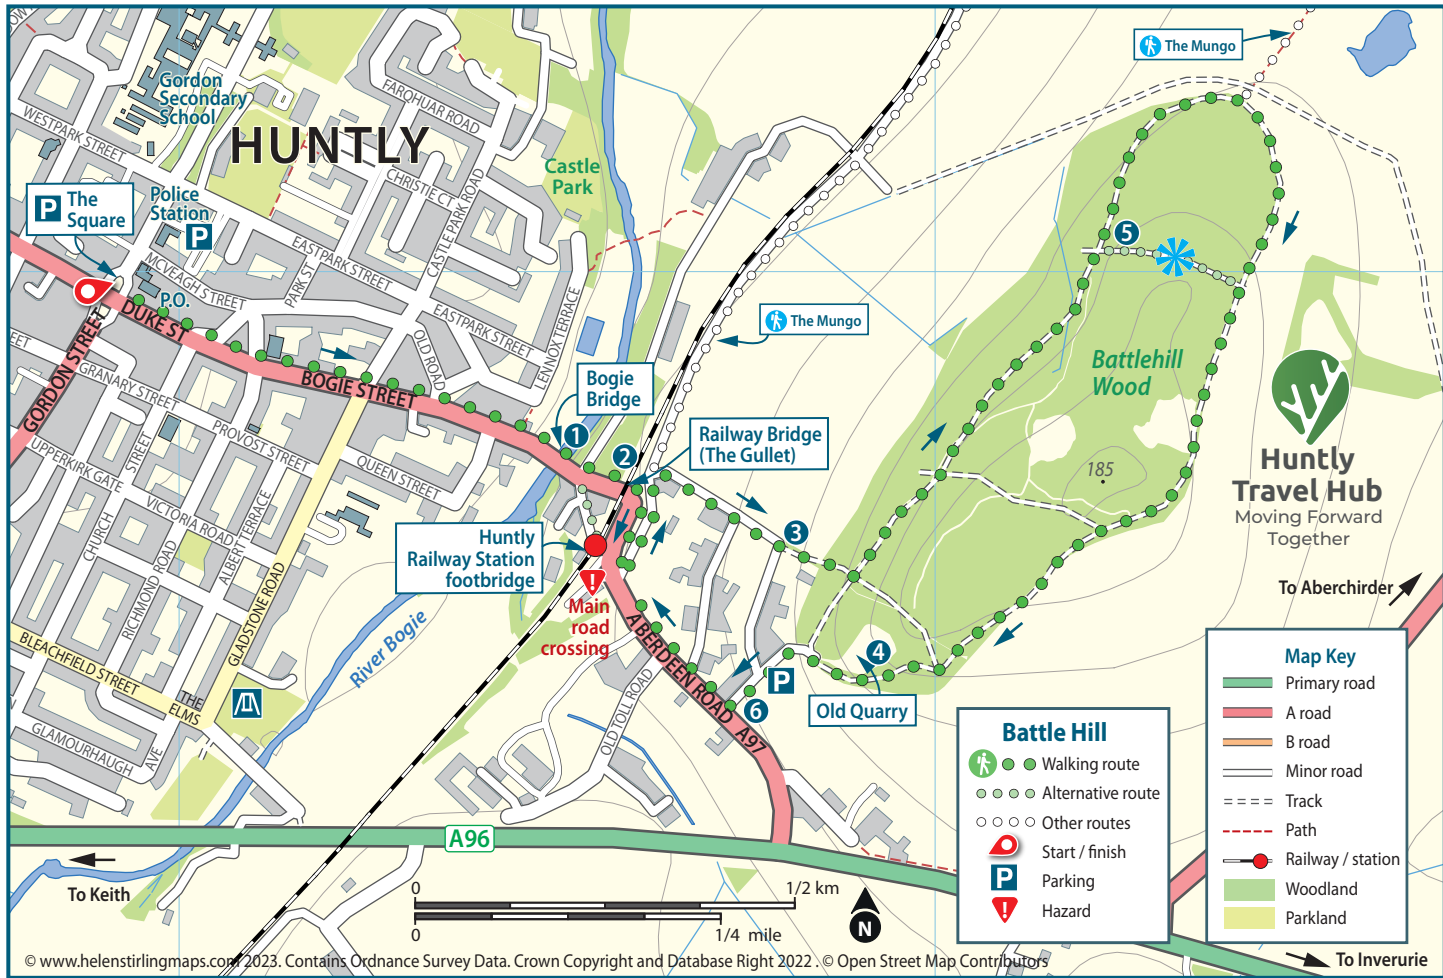 HUNTLY
Gordon
Secondary
School
WESTPARK STREET
FARQHUAR ROAD
CHRISTIE CT
CASTLE PARK ROAD
Castle
Park
P The
Square
Police
Station
P
MCVEAGH STREET
EASTPARK STREET
PARK ST
EASTPARK STREET
OLD ROAD
LENNOX TERRACE
P.O.
DUKE ST
BOGIE STREET
GORDON STREET
GRANARY STREET
PROVOST STREET
QUEEN STREET
UPPERKIRK GATE
VICTORIA ROAD
CHURCH
STREET
RICHMOND ROAD
ALBERT TERRACE
GLADSTONE ROAD
BLEACHFIELD STREET
THE
ELMS
GLAMOURHAUGH
AVE
River Bogie
Bogie
Bridge
1
2
Railway Bridge
(The Gullet)
Huntly
Railway Station
footbridge
!
Main
road
crossing
ABERDEEN ROAD A97
OLD TOLL ROAD
3
4
5
6
P
Old Quarry
The Mungo
The Mungo
Battlehill
Wood
185
Huntly
Travel Hub
Moving Forward
Together
To Aberchirder
To Keith
To Inverurie
A96
0 1/2 km
0 1/4 mile
N
Battle Hill
Walking route
Alternative route
Other routes
Start / finish
P Parking
! Hazard
Map Key
Primary road
A road
B road
Minor road
Track
Path
Railway / station
Woodland
Parkland
© www.helenstirlingmaps.com 2023. Contains Ordnance Survey Data. Crown Copyright and Database Right 2022 . © Open Street Map Contributors